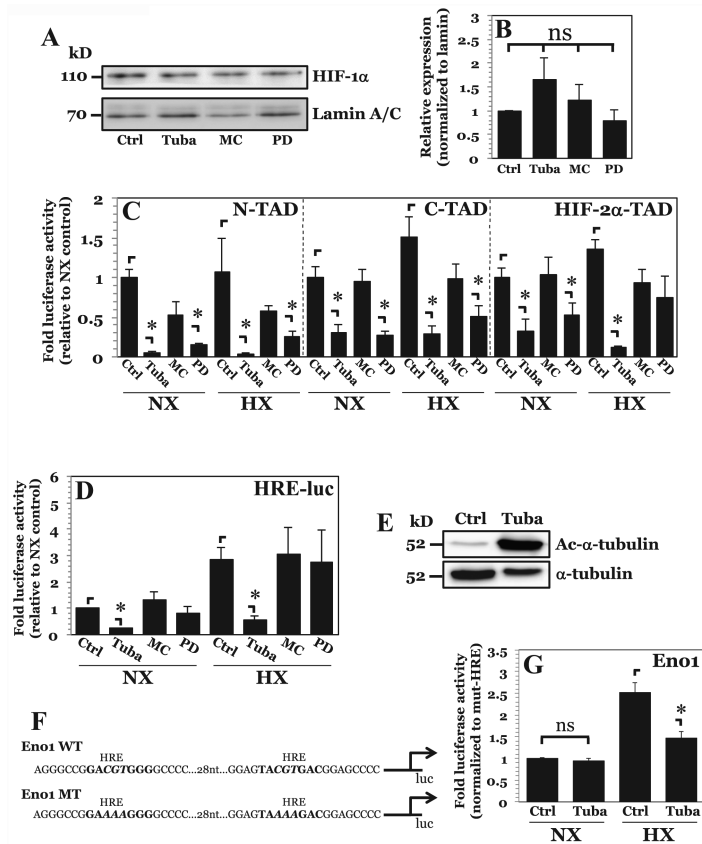 A
kD
110 HIF-1α
70 Lamin A/C
Ctrl Tuba MC PD
B
ns
Relative expression
(normalized to lamin)
3
2.5
2
1.5
1
0.5
0
Ctrl Tuba MC PD
C N-TAD C-TAD HIF-2α-TAD
Fold luciferase activity
(relative to NX control)
2
1.5
1
0.5
0
* * * * * * * * * * *
Ctrl Tuba MC PD Ctrl Tuba MC PD Ctrl Tuba MC PD Ctrl Tuba MC PD Ctrl Tuba MC PD Ctrl Tuba MC PD
NX HX NX HX NX HX
D HRE-luc
Fold luciferase activity
(relative to NX control)
6
5
4
3
2
1
0
* *
Ctrl Tuba MC PD Ctrl Tuba MC PD
NX HX
E
kD Ctrl Tuba
52 Ac-α-tubulin
52 α-tubulin
F
Eno1 WT
HRE HRE
AGGGCCGGGACGTGGGGCCCC...28nt...GGAGTACGTGACGGAGCCCC
luc
Eno1 MT
HRE HRE
AGGGCCGGGAAAAGGGGCCCC...28nt...GGAGTAAAAGACGGAGCCCC
luc
G Eno1
Fold luciferase activity
(normalized to mut-HRE)
3.5
3
2.5
2
1.5
1
0.5
0
ns
*
Ctrl Tuba Ctrl Tuba
NX HX